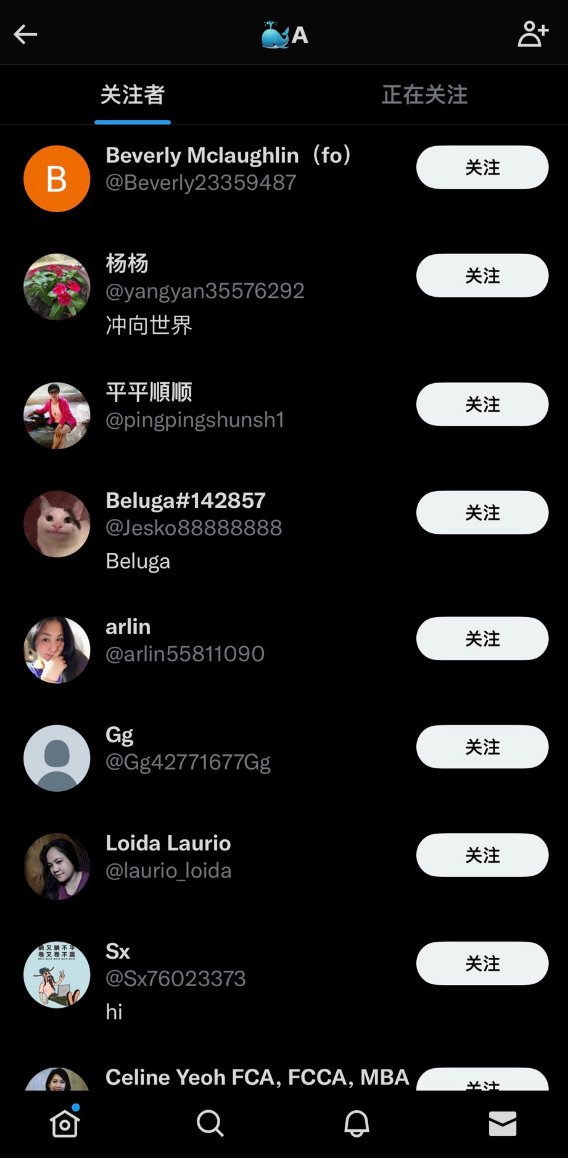 🐳A
关注者 正在关注
B
Beverly Mclaughlin（fo） 关注
@Beverly23359487
杨杨 关注
@yangyan35576292
冲向世界
平平順顺 关注
@pingpingshunsh1
Beluga#142857 关注
@Jesko88888888
Beluga
arlin 关注
@arlin55811090
Gg 关注
@Gg42771677Gg
Loida Laurio 关注
@laurio_loida
Sx 关注
@Sx76023373
hi
Celine Yeoh FCA, FCCA, MBA 关注